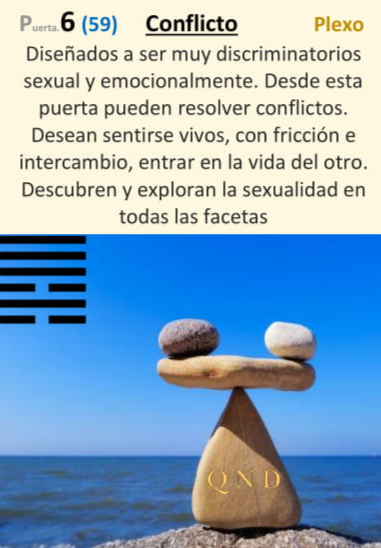 Puerta. 6 (59) Conflicto Plexo
Diseñados a ser muy discriminatorios
sexual y emocionalmente. Desde esta
puerta pueden resolver conflictos.
Desean sentirse vivos, con fricción e
intercambio, entrar en la vida del otro.
Descubren y exploran la sexualidad en
todas las facetas
QND